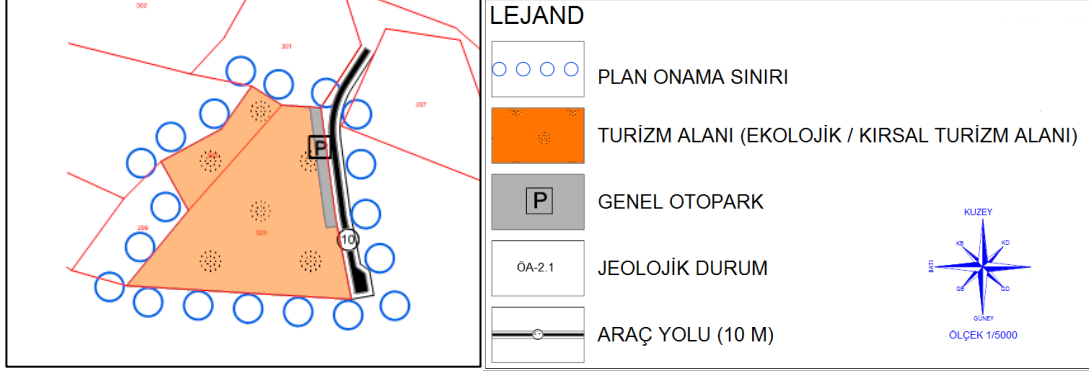 302
301
297
P
10
299
LEJAND
PLAN ONAMA SINIRI
TURİZM ALANI (EKOLOJİK / KIRSAL TURİZM ALANI)
P
GENEL OTOPARK
ÖA-2.1
JEOLOJİK DURUM
ARAÇ YOLU (10 M)
KUZEY
KB
KD
BATI
GB
GD
GÜNEY
ÖLÇEK 1/5000